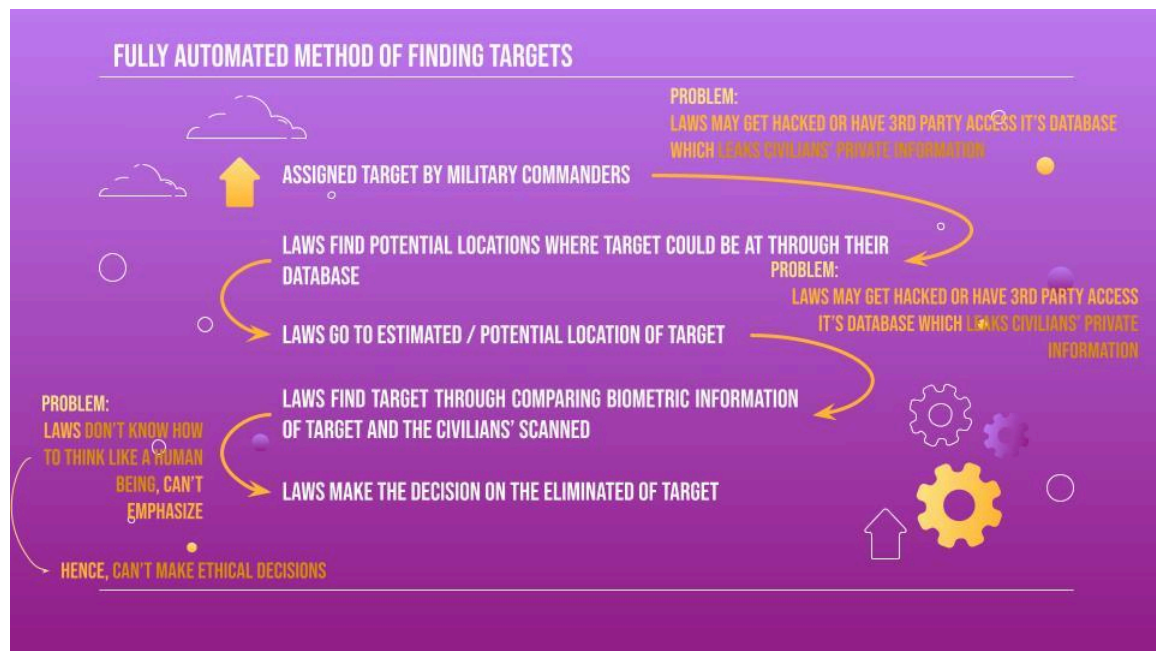 FULLY AUTOMATED METHOD OF FINDING TARGETS
PROBLEM:
LAWS MAY GET HACKED OR HAVE 3RD PARTY ACCESS IT'S DATABASE
WHICH LEAKS CIVILIANS' PRIVATE INFORMATION
ASSIGNED TARGET BY MILITARY COMMANDERS
LAWS FIND POTENTIAL LOCATIONS WHERE TARGET COULD BE AT THROUGH THEIR
DATABASE
PROBLEM:
LAWS MAY GET HACKED OR HAVE 3RD PARTY ACCESS
IT'S DATABASE WHICH LEAKS CIVILIANS' PRIVATE
INFORMATION
LAWS GO TO ESTIMATED / POTENTIAL LOCATION OF TARGET
LAWS FIND TARGET THROUGH COMPARING BIOMETRIC INFORMATION
OF TARGET AND THE CIVILIANS' SCANNED
PROBLEM:
LAWS DON'T KNOW HOW
TO THINK LIKE A HUMAN
BEING, CAN'T
EMPHASIZE
LAWS MAKE THE DECISION ON THE ELIMINATED OF TARGET
HENCE, CAN'T MAKE ETHICAL DECISIONS